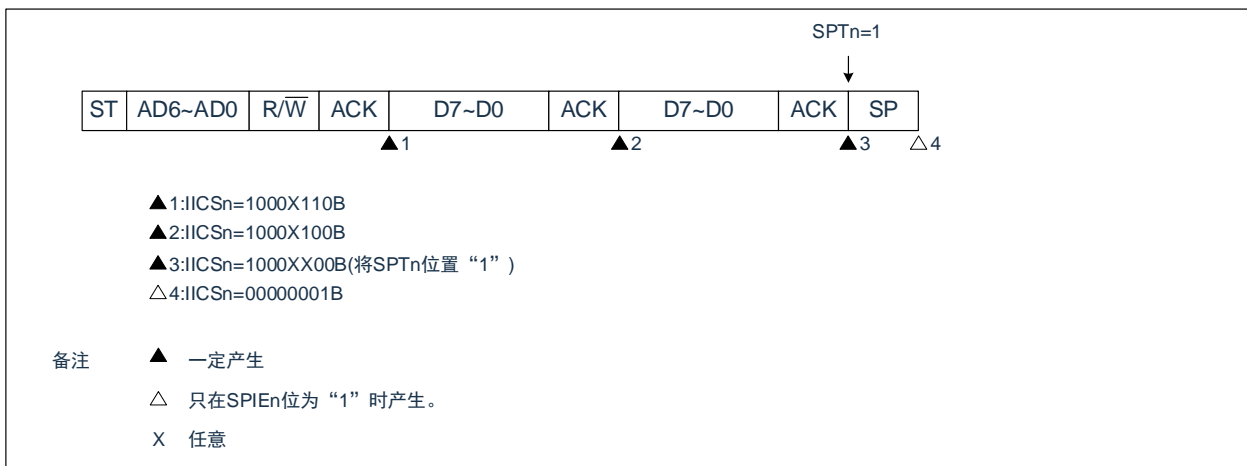 SPTn=1
ST AD6~AD0 R/W̅ ACK D7~D0 ACK D7~D0 ACK SP
▲1 ▲2 ▲3 △4
▲1:IICSn=1000X110B
▲2:IICSn=1000X100B
▲3:IICSn=1000XX00B(将SPTn位置“1”)
△4:IICSn=00000001B
备注 ▲ 一定产生
△ 只在SPIEn位为“1”时产生。
X 任意